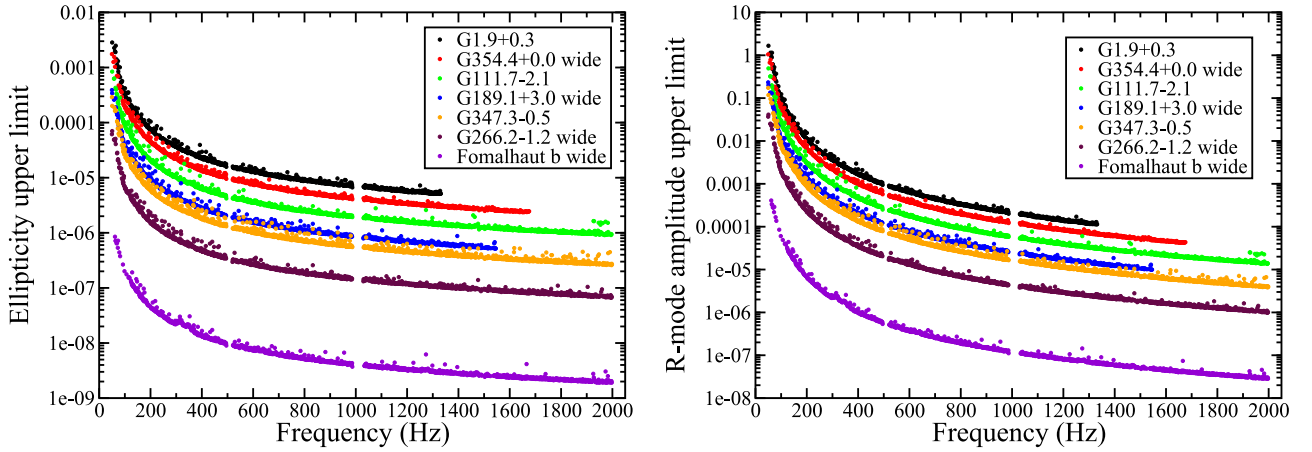 Ellipticity upper limit
0.01
0.001
0.0001
1e-05
1e-06
1e-07
1e-08
1e-09
G1.9+0.3
G354.4+0.0 wide
G111.7-2.1
G189.1+3.0 wide
G347.3-0.5
G266.2-1.2 wide
Fomalhaut b wide
0 200 400 600 800 1000 1200 1400 1600 1800 2000
Frequency (Hz)
R-mode amplitude upper limit
10
1
0.1
0.01
0.001
0.0001
1e-05
1e-06
1e-07
1e-08
G1.9+0.3
G354.4+0.0 wide
G111.7-2.1
G189.1+3.0 wide
G347.3-0.5
G266.2-1.2 wide
Fomalhaut b wide
0 200 400 600 800 1000 1200 1400 1600 1800 2000
Frequency (Hz)